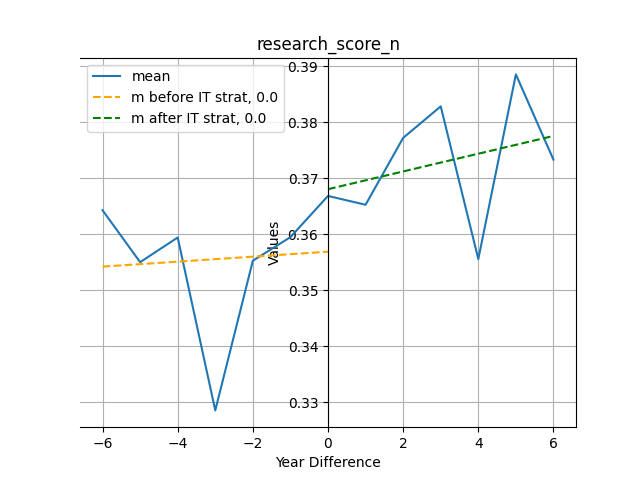 research_score_n
mean
m before IT strat, 0.0
m after IT strat, 0.0
0.39
0.38
0.37
0.36
0.35
0.34
0.33
Values
−6 −4 −2 0 2 4 6
Year Difference